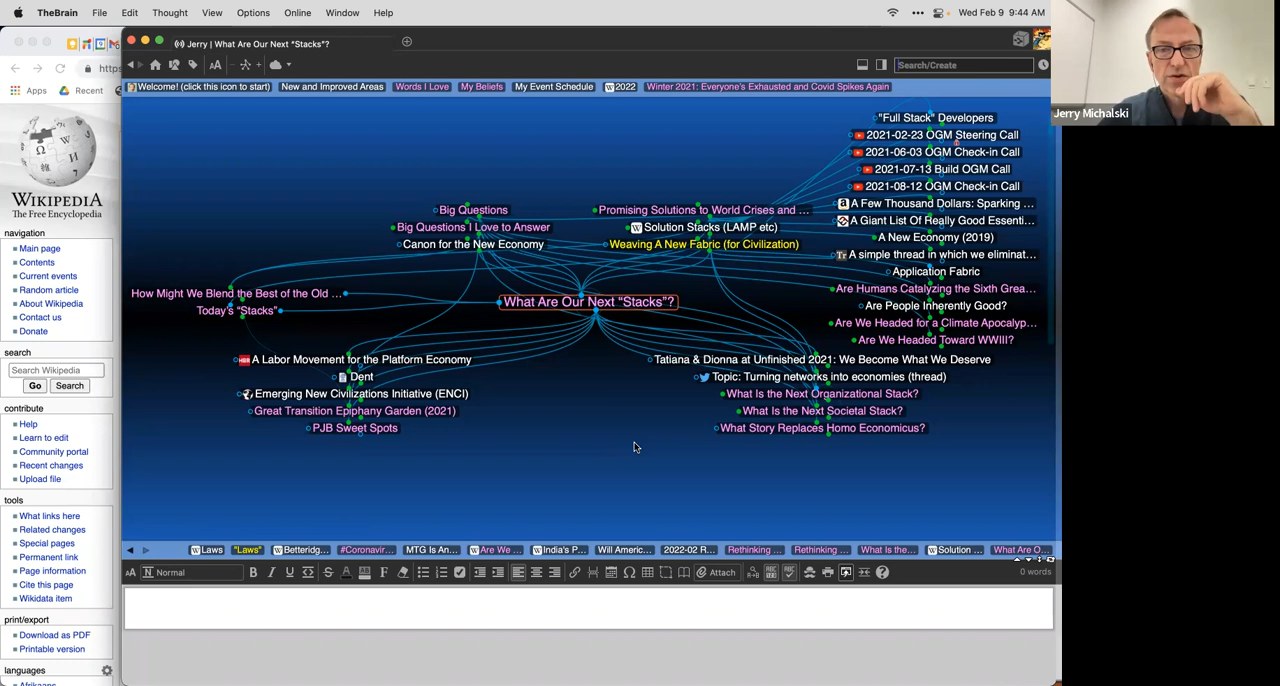 TheBrain File Edit Thought View Options Online Window Help
Wed Feb 9 9:44 AM
Jerry | What Are Our Next “Stacks”?
AA
Search/Create
Welcome! (click this icon to start) New and Improved Areas Words I Love My Beliefs My Event Schedule W 2022 Winter 2021: Everyone's Exhausted and Covid Spikes Again
https
Apps Recent
WIKIPEDIA
The Free Encyclopedia
navigation
Main page
Contents
Current events
Random article
About Wikipedia
Donate
search
Search Wikipedia
Go Search
contribute
Help
Learn to edit
Community portal
Recent changes
Upload file
tools
What links here
Related changes
Special pages
Permanent link
Page information
Cite this page
Wikidata item
print/export
Download as PDF
Printable version
languages
Afrikaans
Big Questions
Big Questions I Love to Answer
Canon for the New Economy
Promising Solutions to World Crises and ...
W Solution Stacks (LAMP etc)
Weaving A New Fabric (for Civilization)
"Full Stack" Developers
2021-02-23 OGM Steering Call
2021-06-03 OGM Check-in Call
2021-07-13 Build OGM Call
2021-08-12 OGM Check-in Call
a A Few Thousand Dollars: Sparking ...
A Giant List Of Really Good Essenti...
A New Economy (2019)
Tr A simple thread in which we eliminat...
Application Fabric
Are Humans Catalyzing the Sixth Grea...
Are People Inherently Good?
Are We Headed for a Climate Apocalyp...
Are We Headed Toward WWIII?
How Might We Blend the Best of the Old ...
Today's “Stacks”
What Are Our Next “Stacks”?
HBR A Labor Movement for the Platform Economy
Dent
Emerging New Civilizations Initiative (ENCI)
Great Transition Epiphany Garden (2021)
PJB Sweet Spots
Tatiana & Dionna at Unfinished 2021: We Become What We Deserve
Topic: Turning networks into economies (thread)
What Is the Next Organizational Stack?
What Is the Next Societal Stack?
What Story Replaces Homo Economicus?
W Laws "Laws" W Betteridg... #Coronavir... MTG Is An... W Are We ... W India's P... Will Americ... 2022-02 R... Rethinking ... Rethinking ... What Is the... W Solution ... What Are O...
AA N Normal B I U S A F Attach 0 words
Jerry Michalski